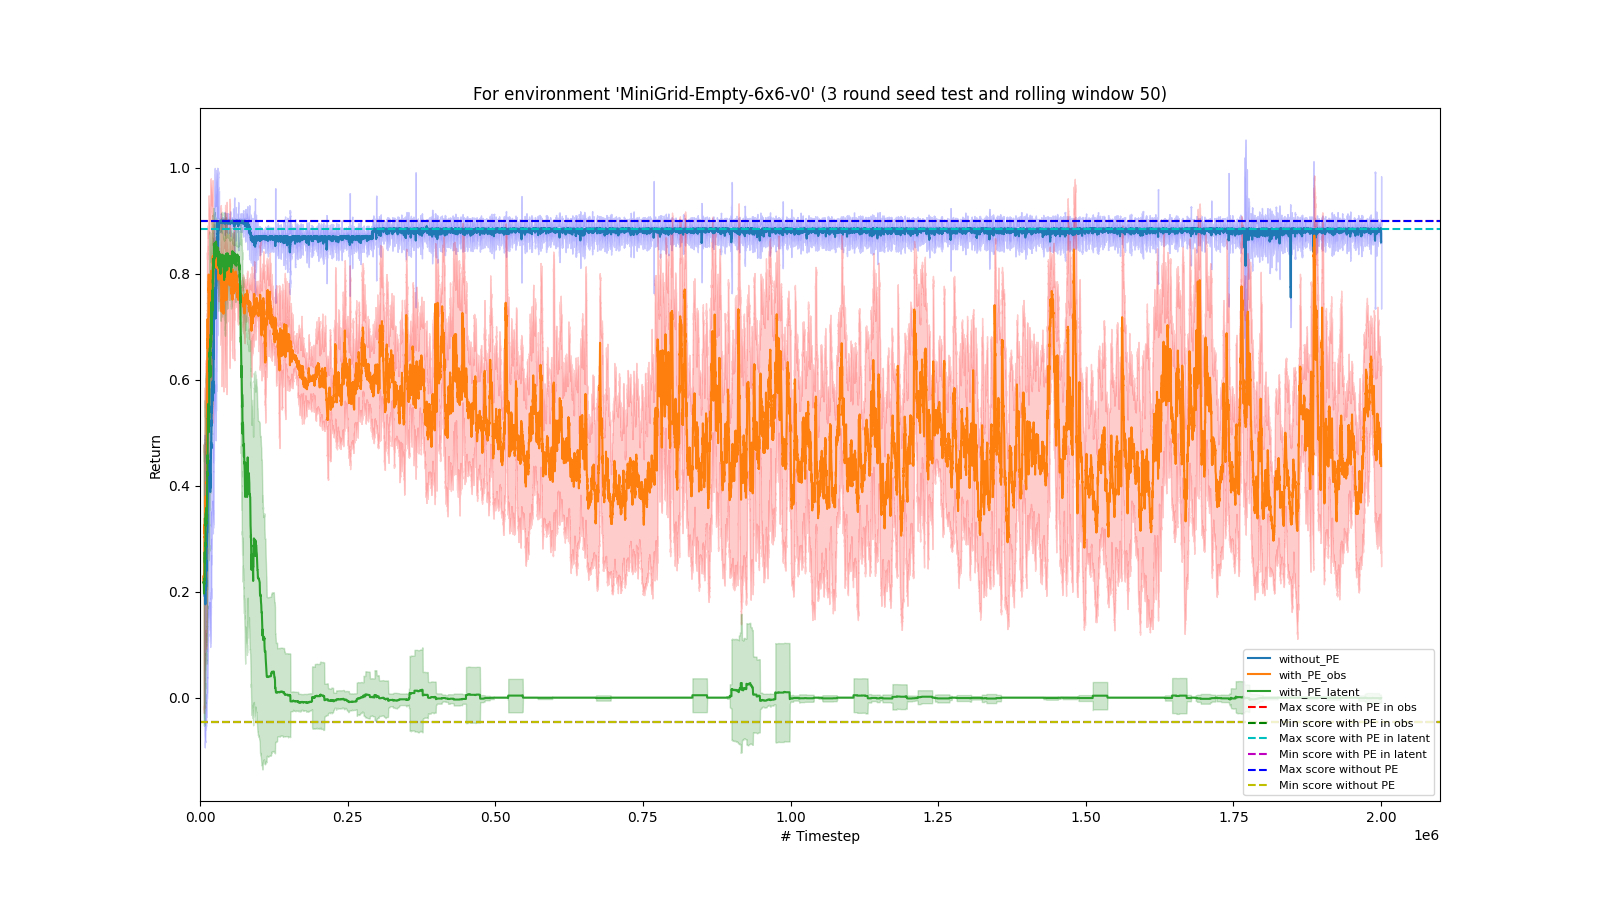 For environment 'MiniGrid-Empty-6x6-v0' (3 round seed test and rolling window 50)
Return
1.0
0.8
0.6
0.4
0.2
0.0
without_PE
with_PE_obs
with_PE_latent
Max score with PE in obs
Min score with PE in obs
Max score with PE in latent
Min score with PE in latent
Max score without PE
Min score without PE
0.00 0.25 0.50 0.75 1.00 1.25 1.50 1.75 2.00
1e6
# Timestep